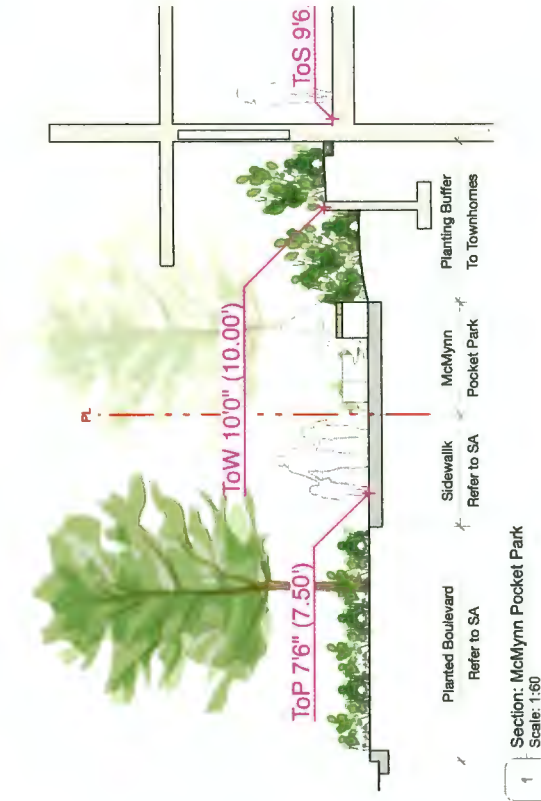 PL
ToS 9'6
ToW 10'0" (10.00')
ToP 7'6" (7.50')
Planted Boulevard
Refer to SA
Sidewalk
Refer to SA
McMynn
Pocket Park
Planting Buffer
To Townhomes
1
Section: McMynn Pocket Park
Scale: 1:60